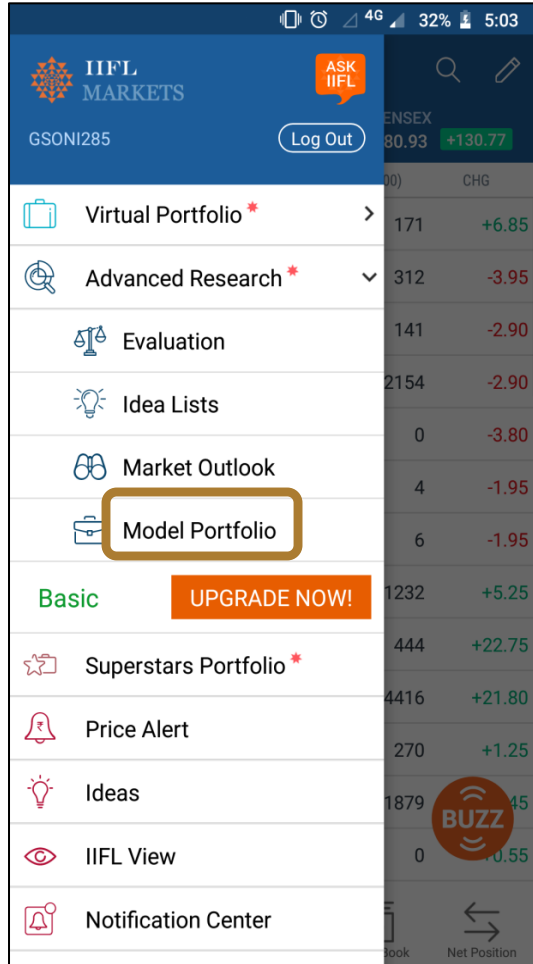 4G 32% 5:03
IIFL
MARKETS
ASK
IIFL
GSONI285
Log Out
ENSEX
80.93 +130.77
00) CHG
Virtual Portfolio *
171 +6.85
Advanced Research *
312 -3.95
Evaluation
141 -2.90
Idea Lists
2154 -2.90
0 -3.80
Market Outlook
4 -1.95
Model Portfolio
6 -1.95
Basic
UPGRADE NOW!
1232 +5.25
444 +22.75
Superstars Portfolio *
4416 +21.80
Price Alert
270 +1.25
Ideas
1879 45
BUZZ
IIFL View
0 0.55
Notification Center
Book Net Position